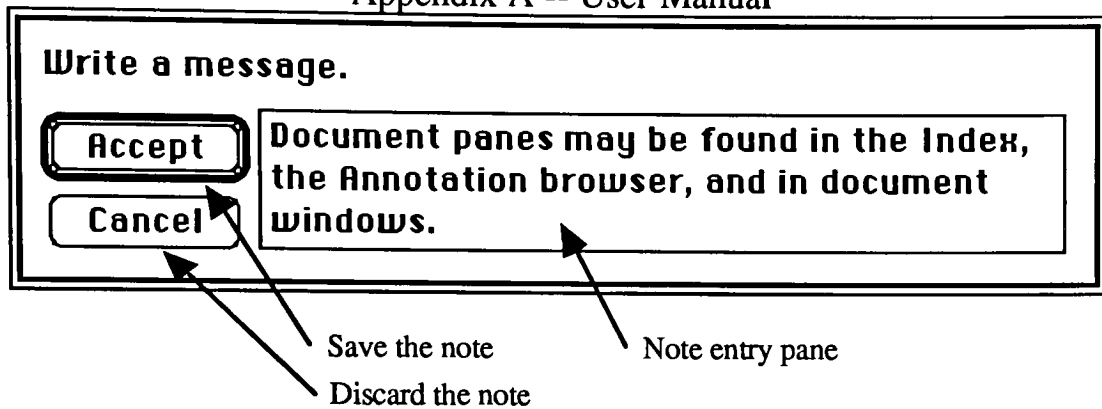 Appendix A -- User Manual
Write a message.
Accept
Document panes may be found in the Index,
the Annotation browser, and in document
Cancel
windows.
Save the note
Note entry pane
Discard the note